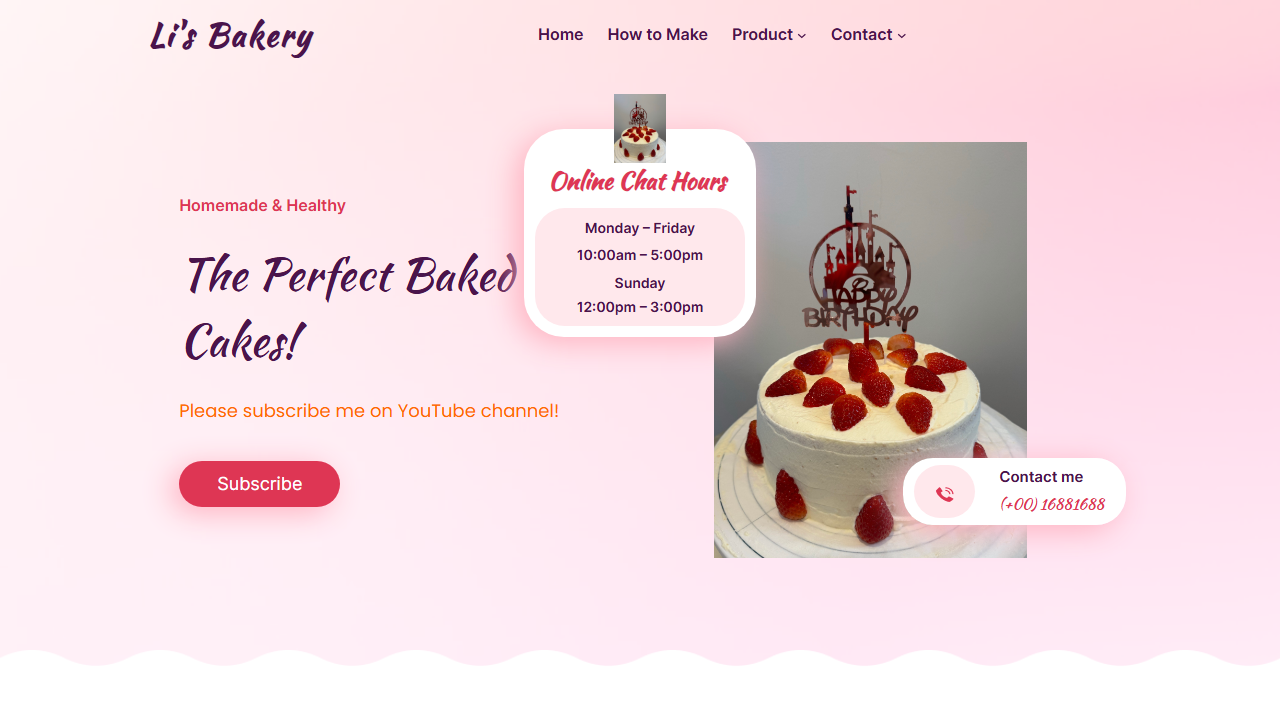 Li's Bakery
Home How to Make Product Contact
Homemade & Healthy
The Perfect Baked
Cakes!
Please subscribe me on YouTube channel!
Subscribe
Online Chat Hours
Monday – Friday
10:00am – 5:00pm
Sunday
12:00pm – 3:00pm
HAPPY
BIRTHDAY
Contact me
(+00) 16881688